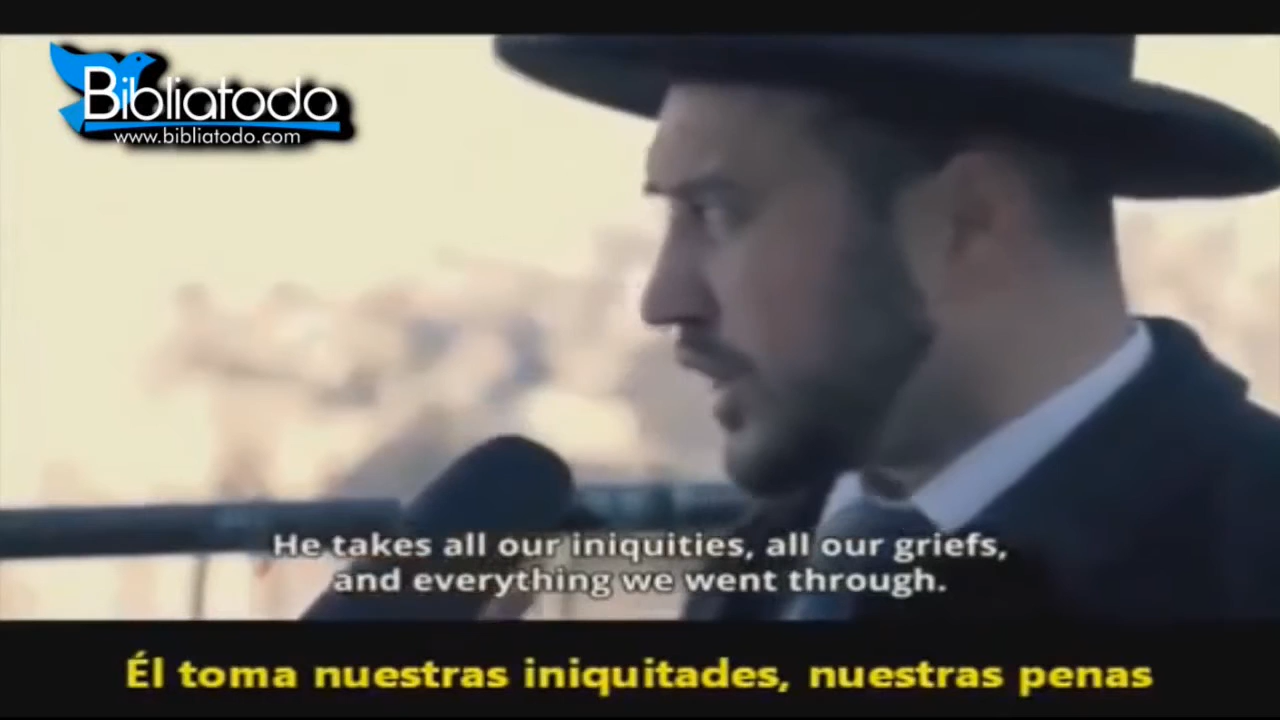 Bibliatodo
www.bibliatodo.com
He takes all our iniquities, all our griefs,
and everything we went through.
Él toma nuestras iniquitades, nuestras penas